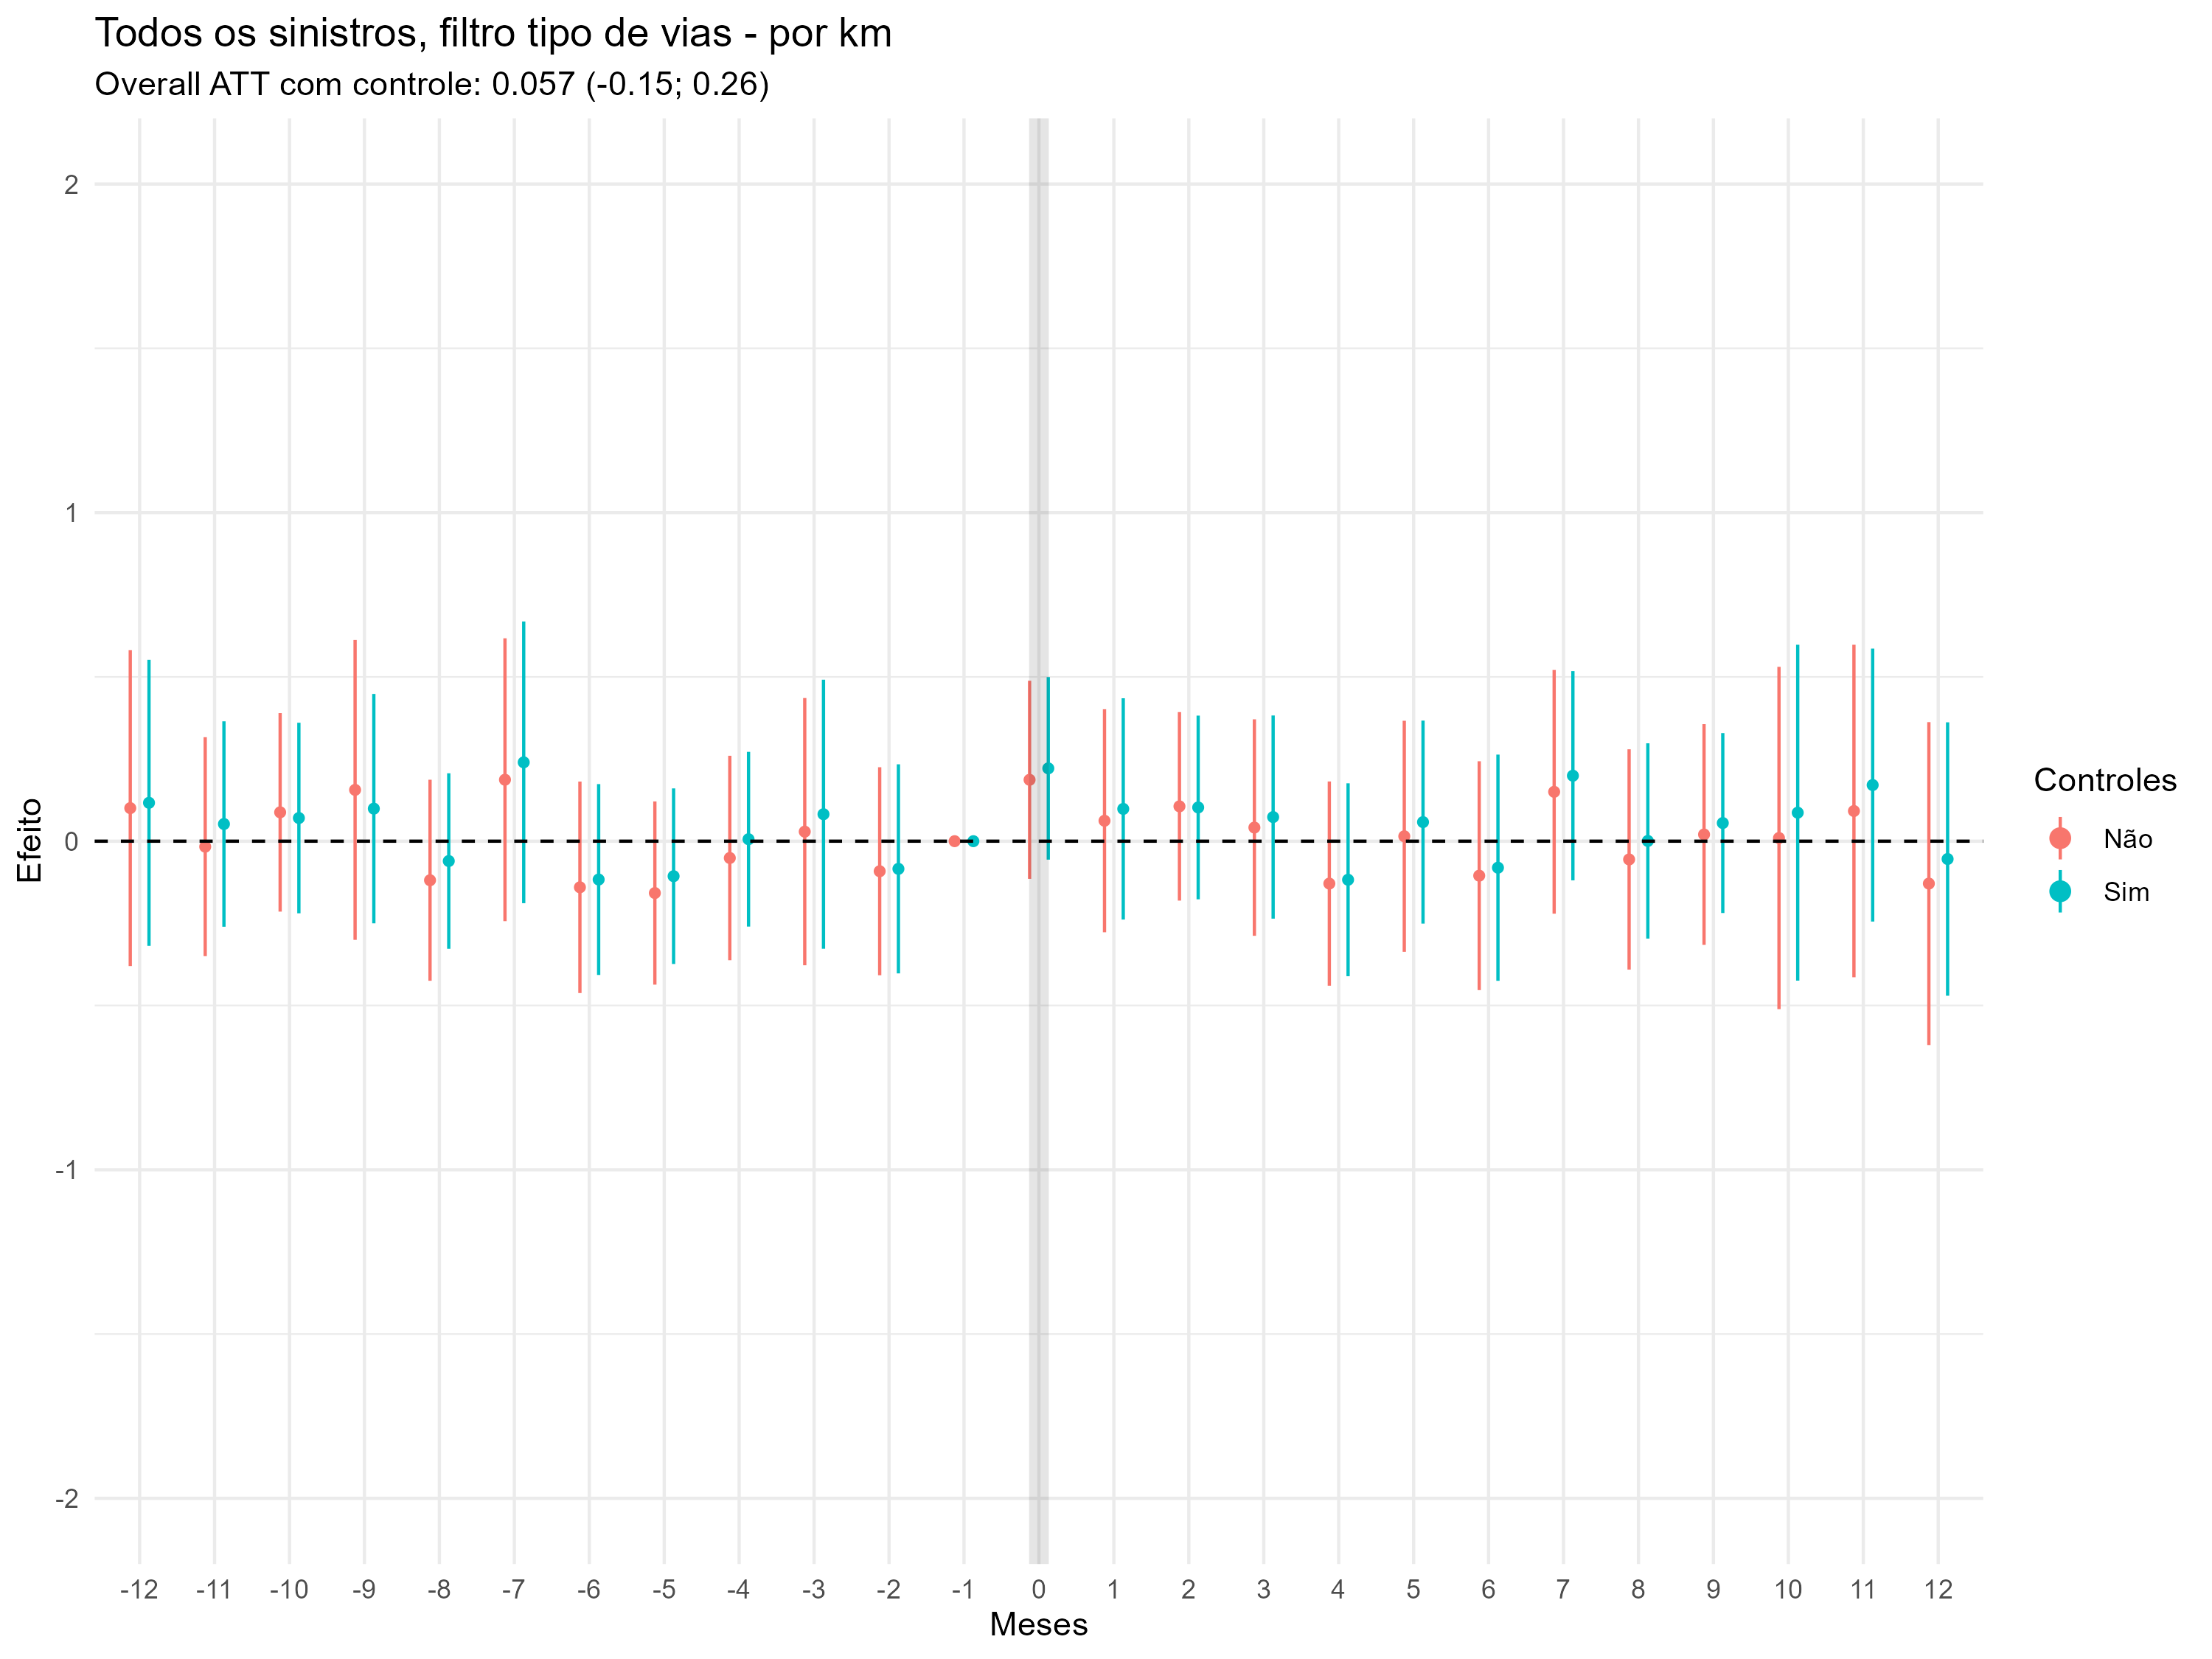 Todos os sinistros, filtro tipo de vias - por km
Overall ATT com controle: 0.057 (-0.15; 0.26)
2
1
0
-1
-2
Efeito
-12 -11 -10 -9 -8 -7 -6 -5 -4 -3 -2 -1 0 1 2 3 4 5 6 7 8 9 10 11 12
Meses
Controles
Não
Sim